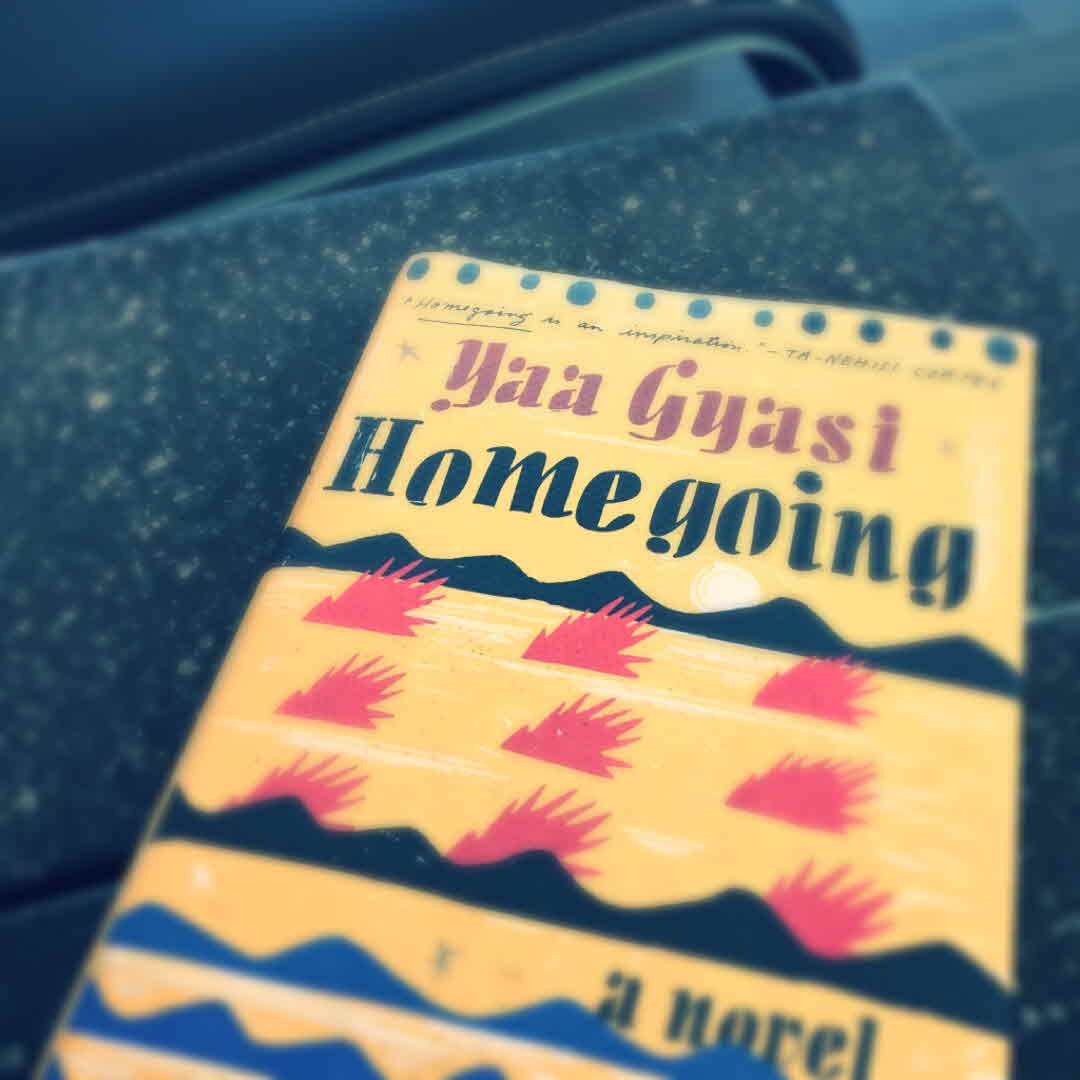 "Homegoing is an inspiration." – TA-NEHISI COATES
Yaa Gyasi
Homegoing
a novel